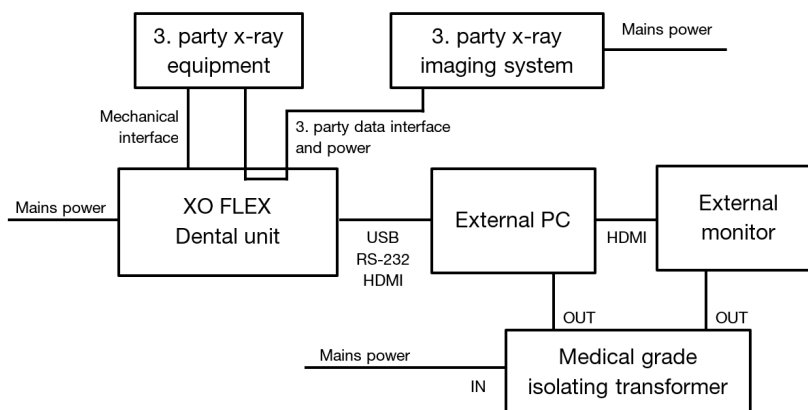 3. party x-ray
equipment
3. party x-ray
imaging system
Mains power
Mechanical
interface
3. party data interface
and power
Mains power
XO FLEX
Dental unit
USB
RS-232
HDMI
External PC
HDMI
External
monitor
OUT
OUT
Mains power
IN
Medical grade
isolating transformer